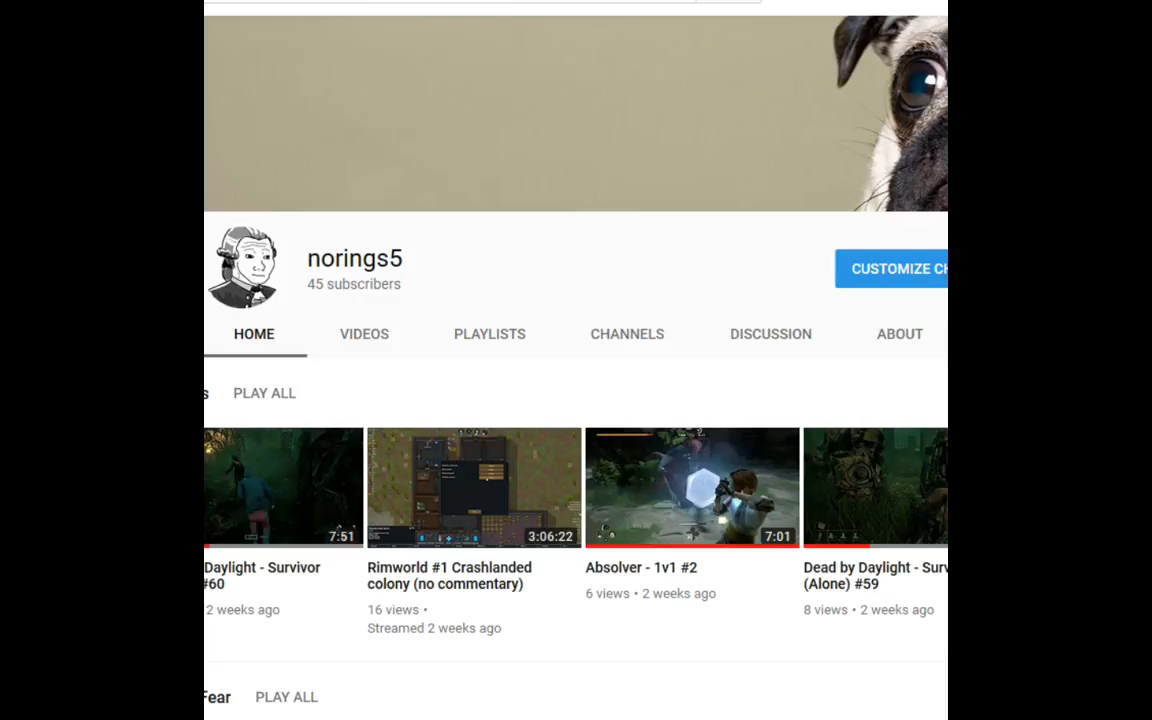 norings5
45 subscribers
CUSTOMIZE CH
HOME VIDEOS PLAYLISTS CHANNELS DISCUSSION ABOUT
s PLAY ALL
7:51 3:06:22 7:01
Daylight - Survivor
#60
2 weeks ago
Rimworld #1 Crashlanded
colony (no commentary)
16 views •
Streamed 2 weeks ago
Absolver - 1v1 #2
6 views • 2 weeks ago
Dead by Daylight - Surv
(Alone) #59
8 views • 2 weeks ago
Fear PLAY ALL